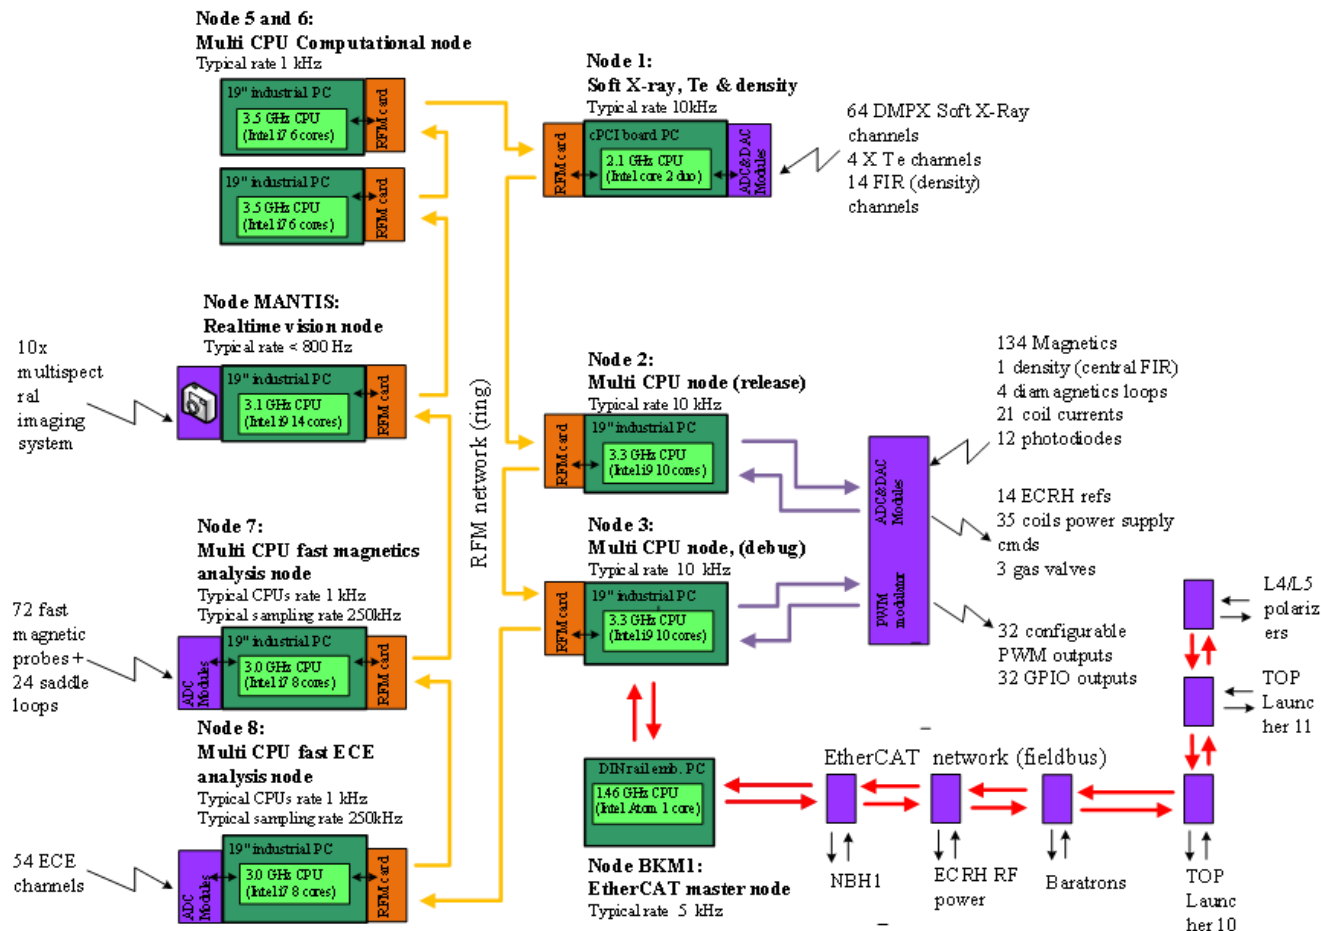 Node 5 and 6:
Multi CPU Computational node
Typical rate 1 kHz
19" industrial PC
3.5 GHz CPU
(Intel i7 6 cores)
RFM card
19" industrial PC
3.5 GHz CPU
(Intel i7 6 cores)
RFM card
Node 1:
Soft X-ray, Te & density
Typical rate 10kHz
RFM card
cPCI board PC
2.1 GHz CPU
(Intel core 2 duo)
ADC&DAC
Modules
64 DMPX Soft X-Ray
channels
4 X Te channels
14 FIR (density)
channels
Node MANTIS:
Realtime vision node
Typical rate < 800 Hz
10x
multispect
ral
imaging
system
19" industrial PC
3.1 GHz CPU
(Intel i9 14 cores)
RFM card
RFM network (ring)
Node 2:
Multi CPU node (release)
Typical rate 10 kHz
RFM card
19" industrial PC
3.3 GHz CPU
(Intel i9 10 cores)
ADC&DAC
Modules
PWM
modulator
134 Magnetics
1 density (central FIR)
4 diamagnetics loops
21 coil currents
12 photodiodes
14 ECRH refs
35 coils power supply
cmds
3 gas valves
32 configurable
PWM outputs
32 GPIO outputs
Node 3:
Multi CPU node, (debug)
Typical rate 10 kHz
RFM card
19" industrial PC
3.3 GHz CPU
(Intel i9 10 cores)
Node 7:
Multi CPU fast magnetics
analysis node
Typical CPUs rate 1 kHz
Typical sampling rate 250kHz
72 fast
magnetic
probes +
24 saddle
loops
ADC
Modules
19" industrial PC
3.0 GHz CPU
(Intel i7 8 cores)
RFM card
Node 8:
Multi CPU fast ECE
analysis node
Typical CPUs rate 1 kHz
Typical sampling rate 250kHz
54 ECE
channels
ADC
Modules
19" industrial PC
3.0 GHz CPU
(Intel i7 8 cores)
RFM card
DIN rail emb. PC
1.46 GHz CPU
(Intel Atom 1 core)
Node BKM1:
EtherCAT master node
Typical rate 5 kHz
EtherCAT network (fieldbus)
NBH1
ECRH RF
power
Baratrons
TOP
Launc
her 10
TOP
Launc
her 11
L4/L5
polariz
ers